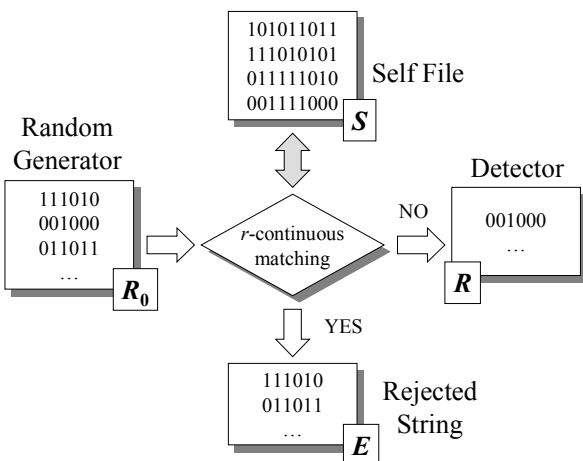 101011011
111010101
011111010
001111000
S
Self File
Random
Generator
111010
001000
011011
...
R0
r-continuous
matching
NO
Detector
001000
...
R
YES
111010
011011
...
E
Rejected
String